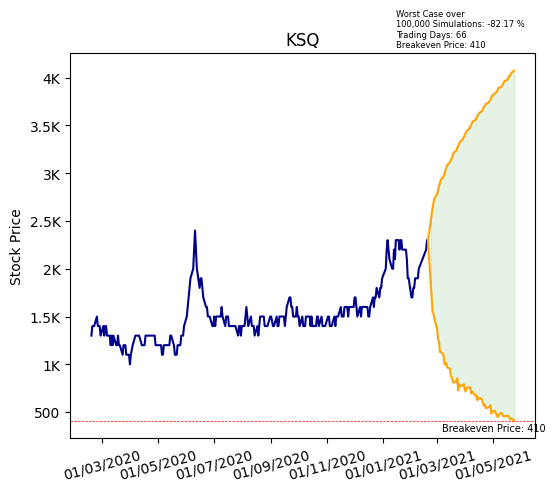 Worst Case over
100,000 Simulations: -82.17 %
Trading Days: 66
Breakeven Price: 410
KSQ
Stock Price
4K
3.5K
3K
2.5K
2K
1.5K
1K
500
Breakeven Price: 410
01/03/2020
01/05/2020
01/07/2020
01/09/2020
01/11/2020
01/01/2021
01/03/2021
01/05/2021